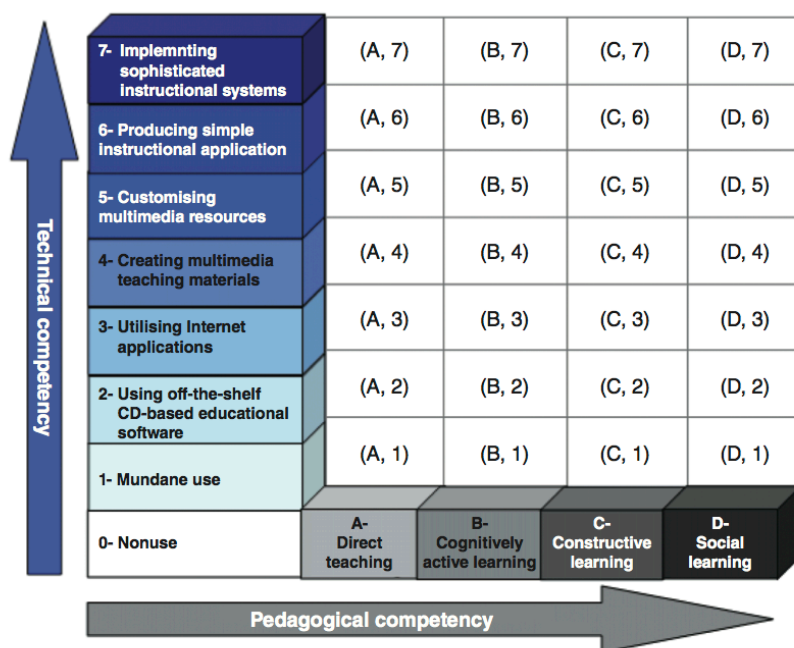 7- Implemnting
sophisticated
instructional systems
(A, 7) (B, 7) (C, 7) (D, 7)
6- Producing simple
instructional application
(A, 6) (B, 6) (C, 6) (D, 6)
5- Customising
multimedia resources
(A, 5) (B, 5) (C, 5) (D, 5)
4- Creating multimedia
teaching materials
(A, 4) (B, 4) (C, 4) (D, 4)
3- Utilising Internet
applications
(A, 3) (B, 3) (C, 3) (D, 3)
2- Using off-the-shelf
CD-based educational
software
(A, 2) (B, 2) (C, 2) (D, 2)
1- Mundane use
(A, 1) (B, 1) (C, 1) (D, 1)
0- Nonuse
A-
Direct
teaching
B-
Cognitively
active learning
C-
Constructive
learning
D-
Social
learning
Technical competency
Pedagogical competency